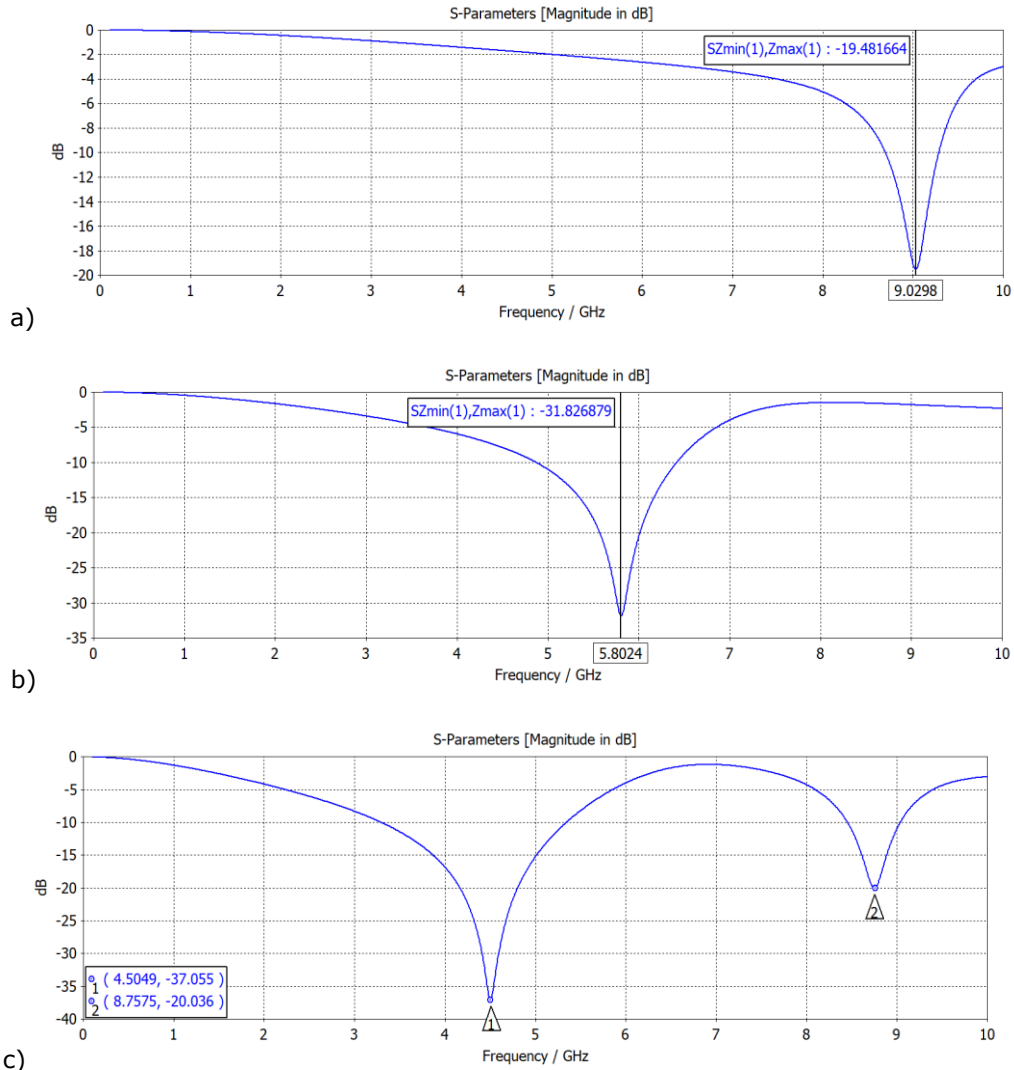 S-Parameters [Magnitude in dB]
0
-2
-4
-6
-8
-10
-12
-14
-16
-18
-20
dB
SZmin(1),Zmax(1) : -19.481664
0 1 2 3 4 5 6 7 8 9.0298 10
Frequency / GHz
a)
S-Parameters [Magnitude in dB]
0
-5
-10
-15
-20
-25
-30
-35
dB
SZmin(1),Zmax(1) : -31.826879
0 1 2 3 4 5 5.8024 7 8 9 10
Frequency / GHz
b)
S-Parameters [Magnitude in dB]
0
-5
-10
-15
-20
-25
-30
-35
-40
dB
2
1 ( 4.5049, -37.055 )
2 ( 8.7575, -20.036 )
1
0 1 2 3 4 5 6 7 8 9 10
Frequency / GHz
c)